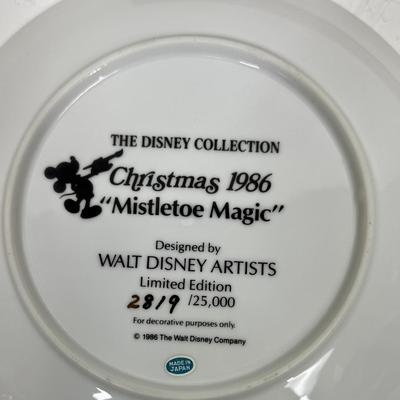 THE DISNEY COLLECTION
Christmas 1986
"Mistletoe Magic"
Designed by
WALT DISNEY ARTISTS
Limited Edition
2819 /25,000
For decorative purposes only.
© 1986 The Walt Disney Company
MADE IN
JAPAN